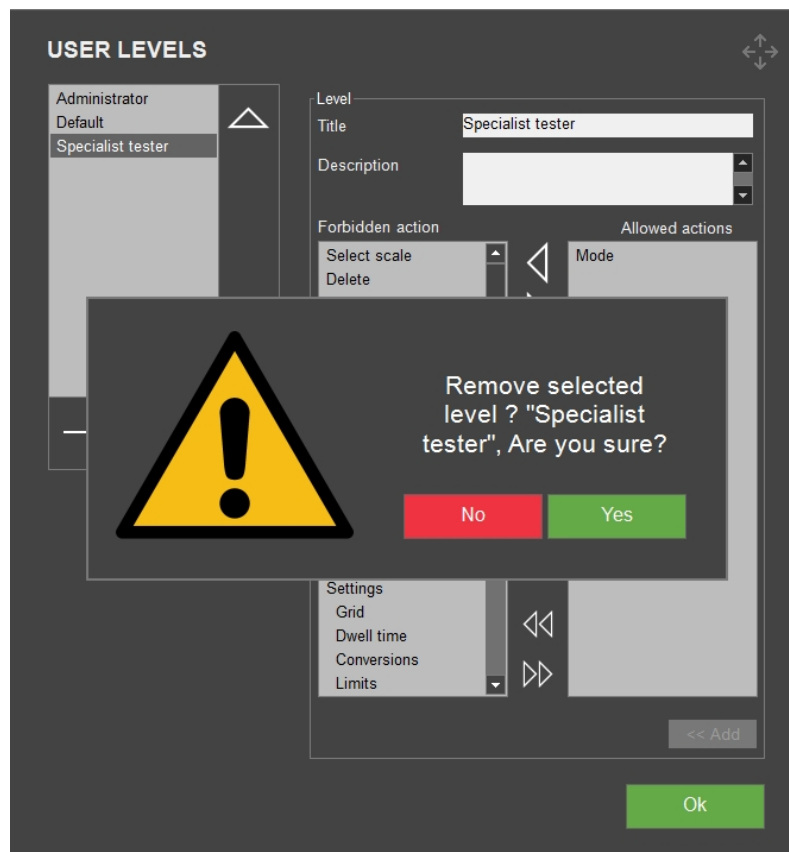 USER LEVELS
Administrator
Default
Specialist tester
Level
Title
Specialist tester
Description
Forbidden action
Allowed actions
Select scale
Delete
Mode
Remove selected
level ? "Specialist
tester", Are you sure?
No
Yes
Settings
Grid
Dwell time
Conversions
Limits
<< Add
Ok